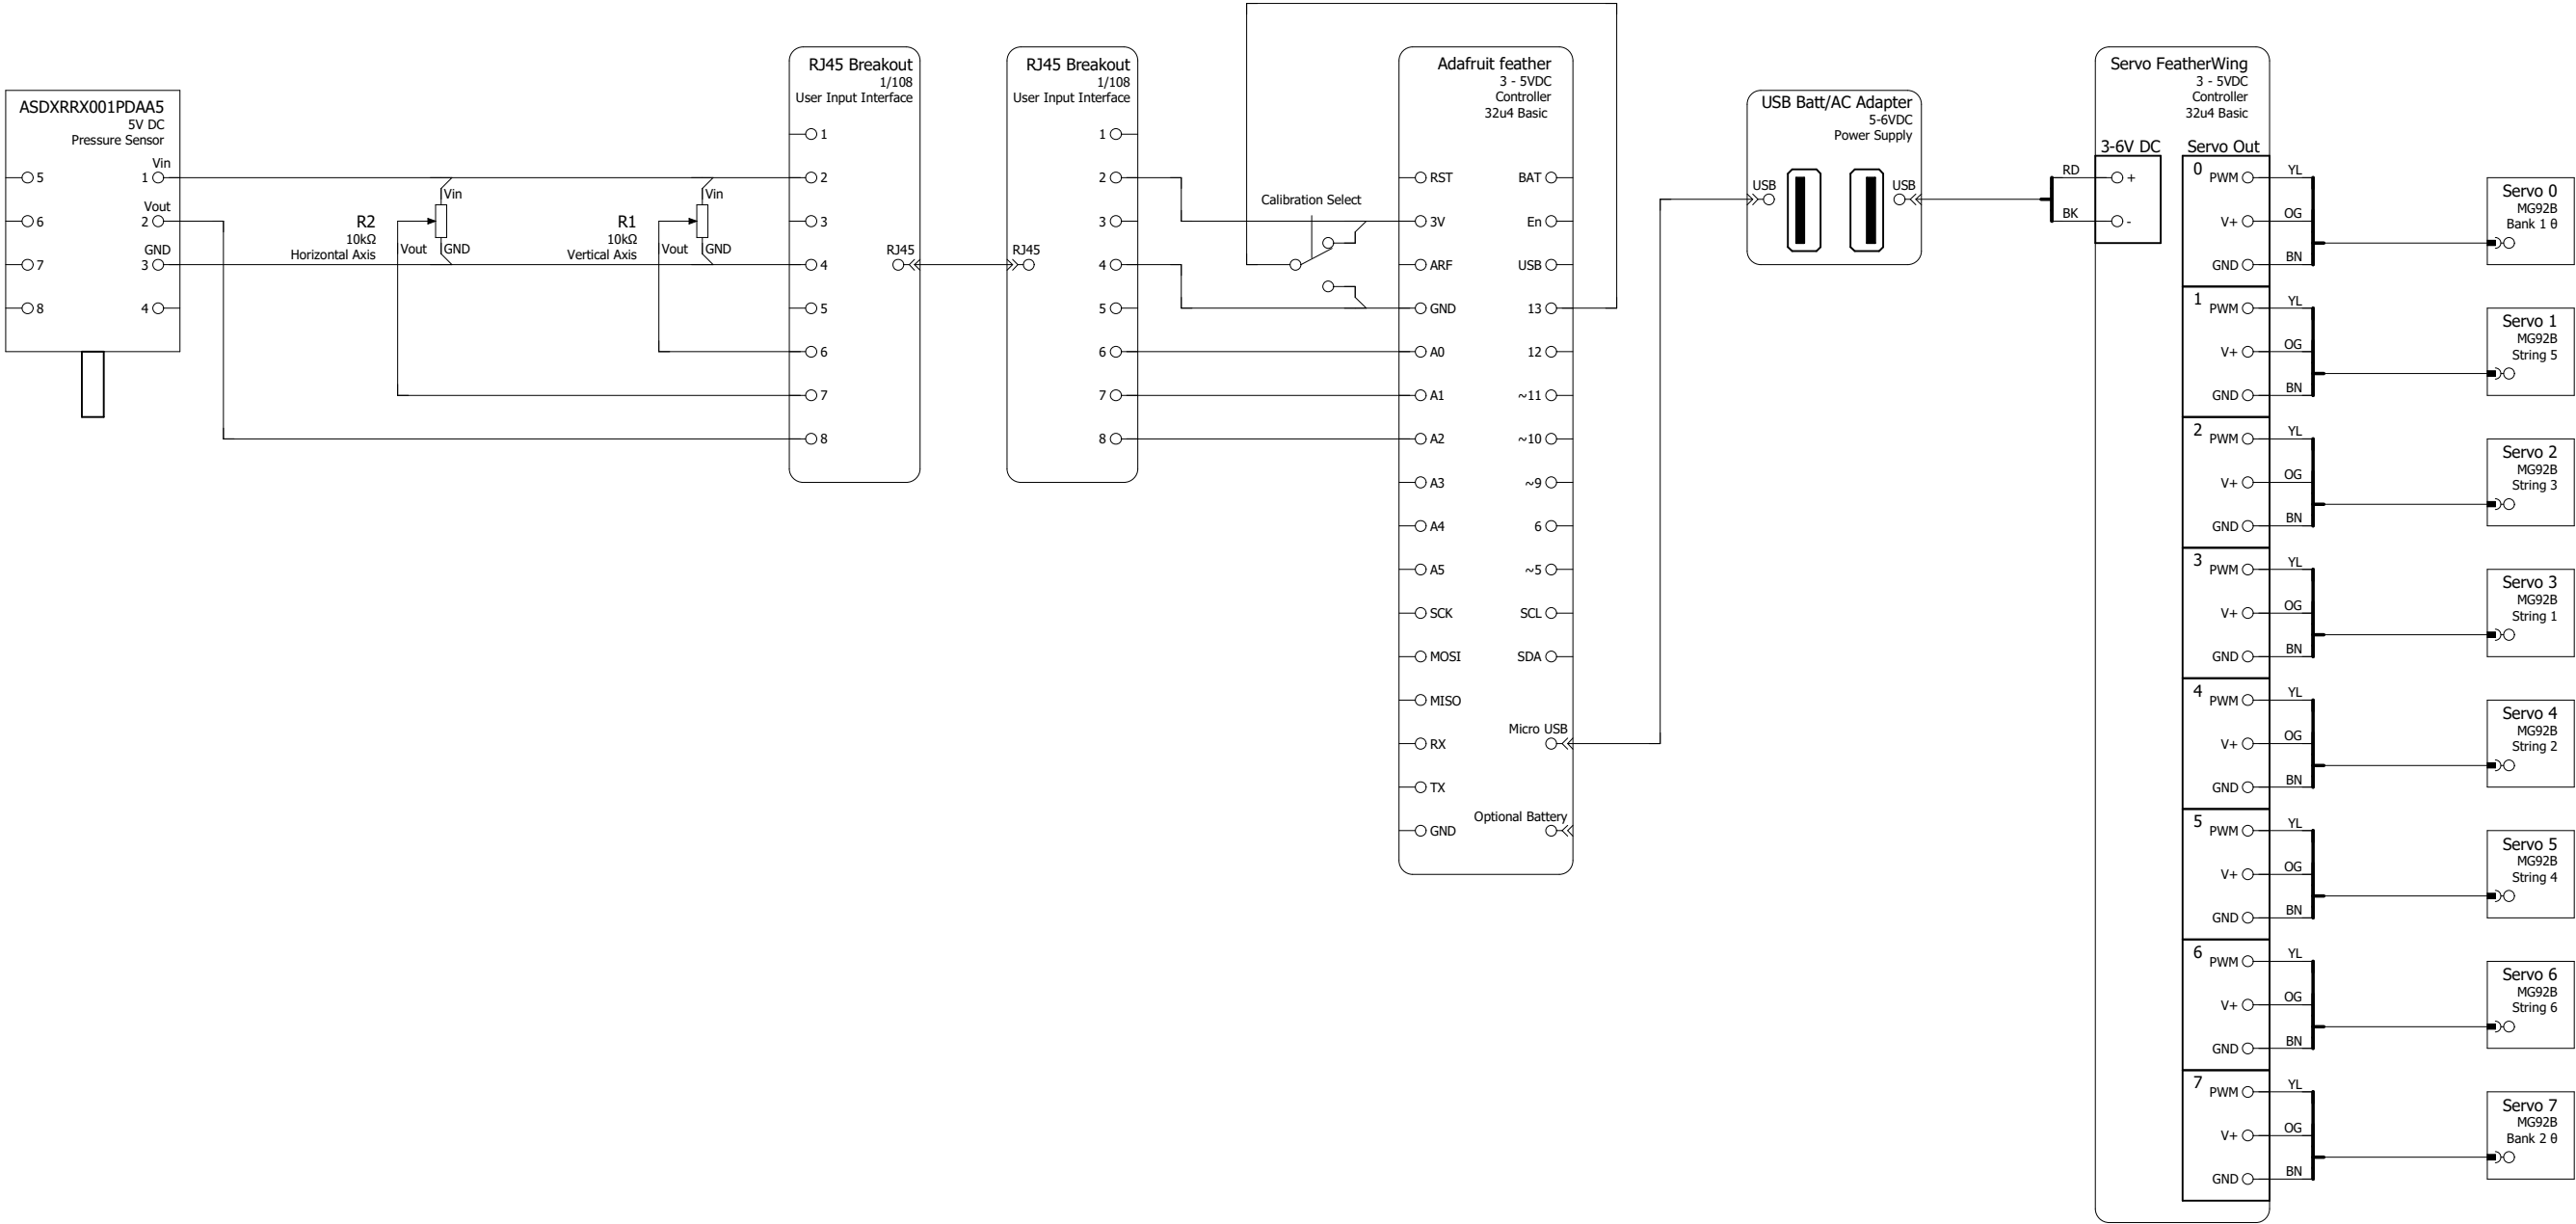 ASDXRRX001PDAA5
5V DC
Pressure Sensor
Vin
5
1
Vout
6
2
GND
7
3
8
4
R2
10kΩ
Horizontal Axis
Vin
Vout
GND
R1
10kΩ
Vertical Axis
Vin
Vout
GND
RJ45 Breakout
1/108
User Input Interface
1
2
3
4
5
6
7
8
RJ45
RJ45 Breakout
1/108
User Input Interface
1
2
3
4
5
6
7
8
RJ45
Calibration Select
Adafruit feather
3 - 5VDC
Controller
32u4 Basic
RST
3V
ARF
GND
A0
A1
A2
A3
A4
A5
SCK
MOSI
MISO
RX
TX
GND
BAT
En
USB
13
12
~11
~10
~9
6
~5
SCL
SDA
Micro USB
Optional Battery
USB Batt/AC Adapter
5-6VDC
Power Supply
USB
USB
RD
BK
Servo FeatherWing
3 - 5VDC
Controller
32u4 Basic
3-6V DC
+
-
Servo Out
0
PWM
YL
V+
OG
GND
BN
1
PWM
YL
V+
OG
GND
BN
2
PWM
YL
V+
OG
GND
BN
3
PWM
YL
V+
OG
GND
BN
4
PWM
YL
V+
OG
GND
BN
5
PWM
YL
V+
OG
GND
BN
6
PWM
YL
V+
OG
GND
BN
7
PWM
YL
V+
OG
GND
BN
Servo 0
MG92B
Bank 1 θ
Servo 1
MG92B
String 5
Servo 2
MG92B
String 3
Servo 3
MG92B
String 1
Servo 4
MG92B
String 2
Servo 5
MG92B
String 4
Servo 6
MG92B
String 6
Servo 7
MG92B
Bank 2 θ